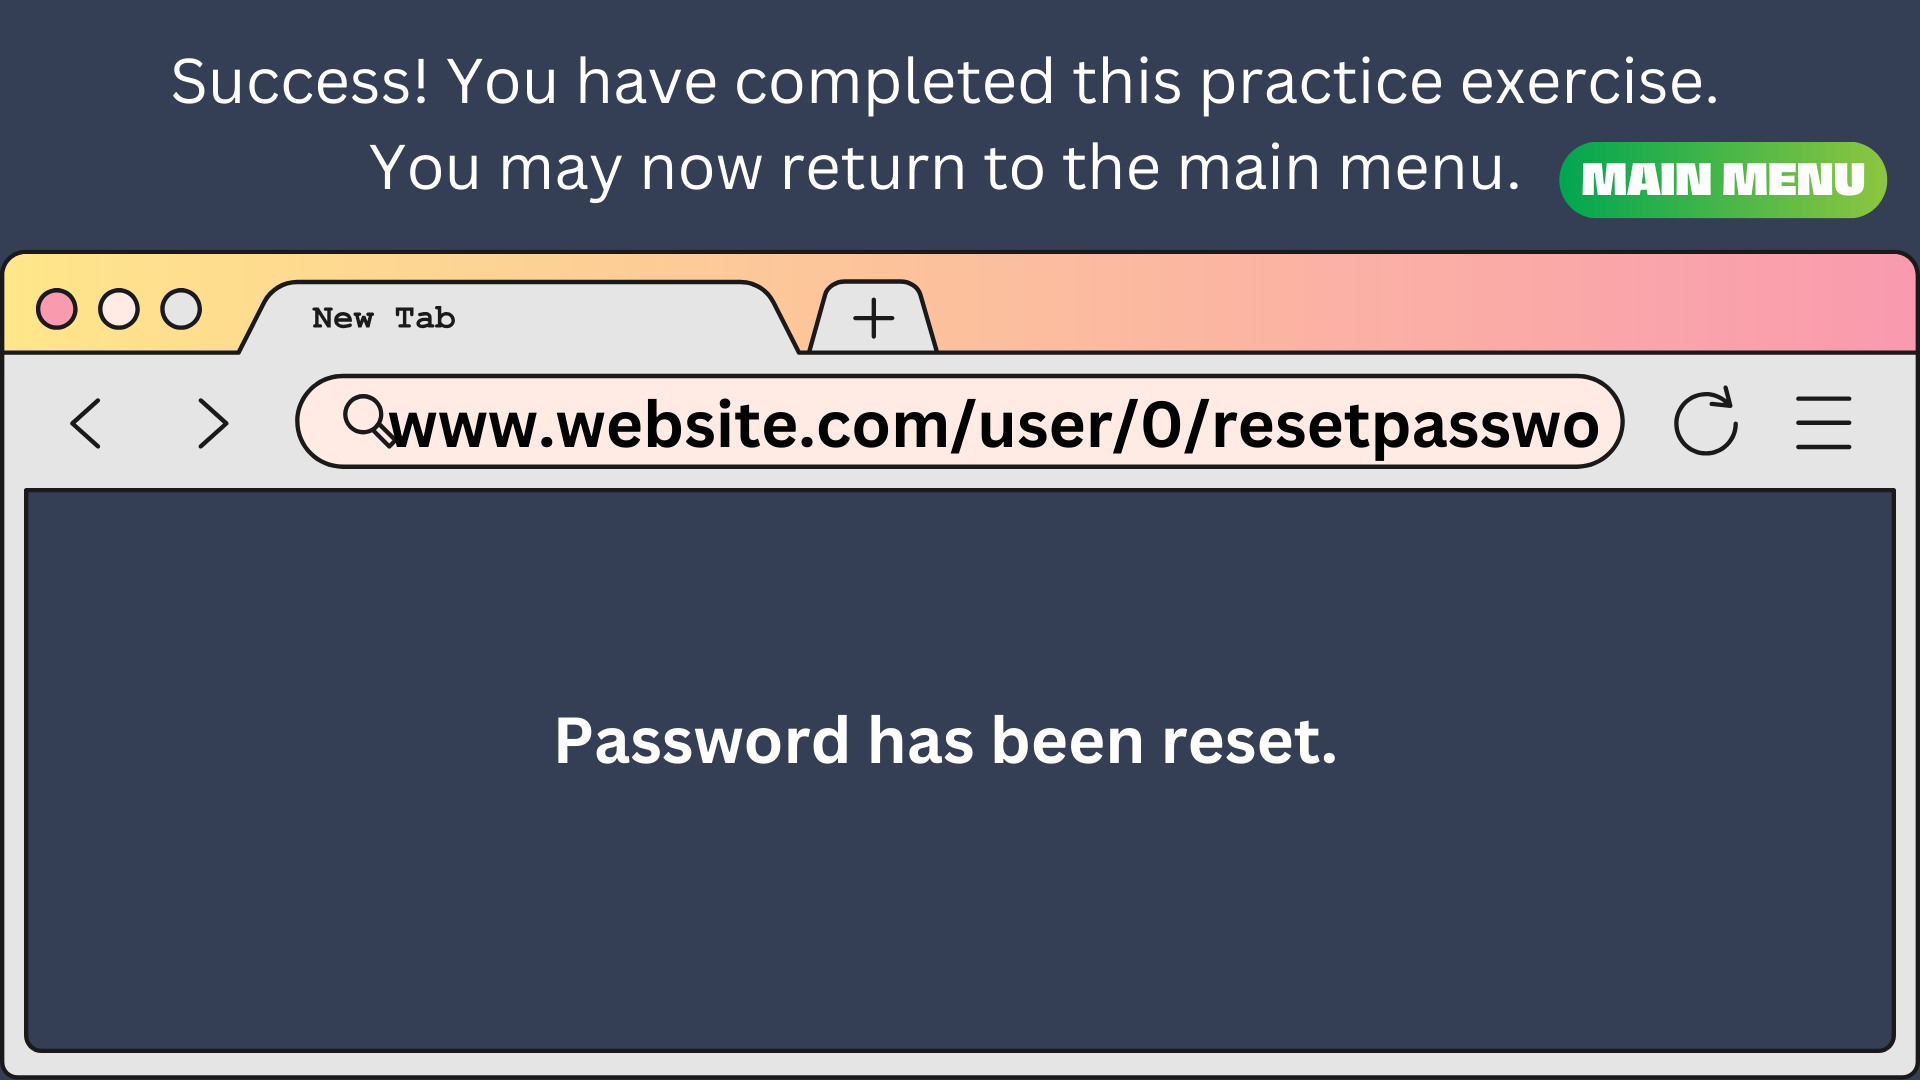 Success! You have completed this practice exercise.
You may now return to the main menu.
MAIN MENU
New Tab
www.website.com/user/0/resetpasswo
Password has been reset.